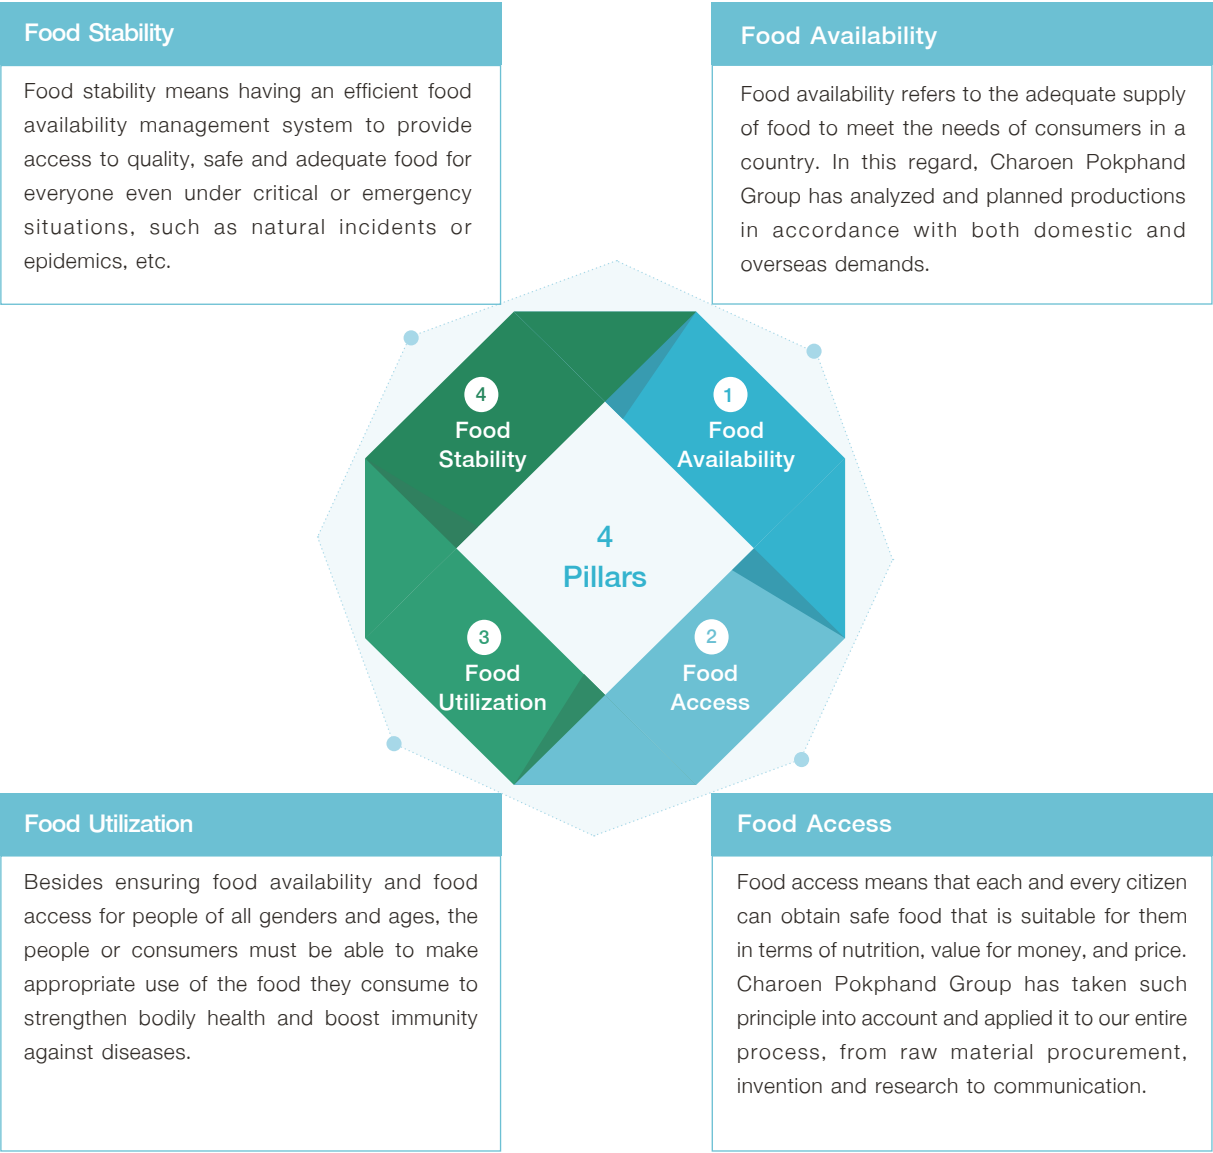 Food Stability
Food stability means having an efficient food
availability management system to provide
access to quality, safe and adequate food for
everyone even under critical or emergency
situations, such as natural incidents or
epidemics, etc.
Food Availability
Food availability refers to the adequate supply
of food to meet the needs of consumers in a
country. In this regard, Charoen Pokphand
Group has analyzed and planned productions
in accordance with both domestic and
overseas demands.
4
Food
Stability
1
Food
Availability
4
Pillars
3
Food
Utilization
2
Food
Access
Food Utilization
Besides ensuring food availability and food
access for people of all genders and ages, the
people or consumers must be able to make
appropriate use of the food they consume to
strengthen bodily health and boost immunity
against diseases.
Food Access
Food access means that each and every citizen
can obtain safe food that is suitable for them
in terms of nutrition, value for money, and price.
Charoen Pokphand Group has taken such
principle into account and applied it to our entire
process, from raw material procurement,
invention and research to communication.